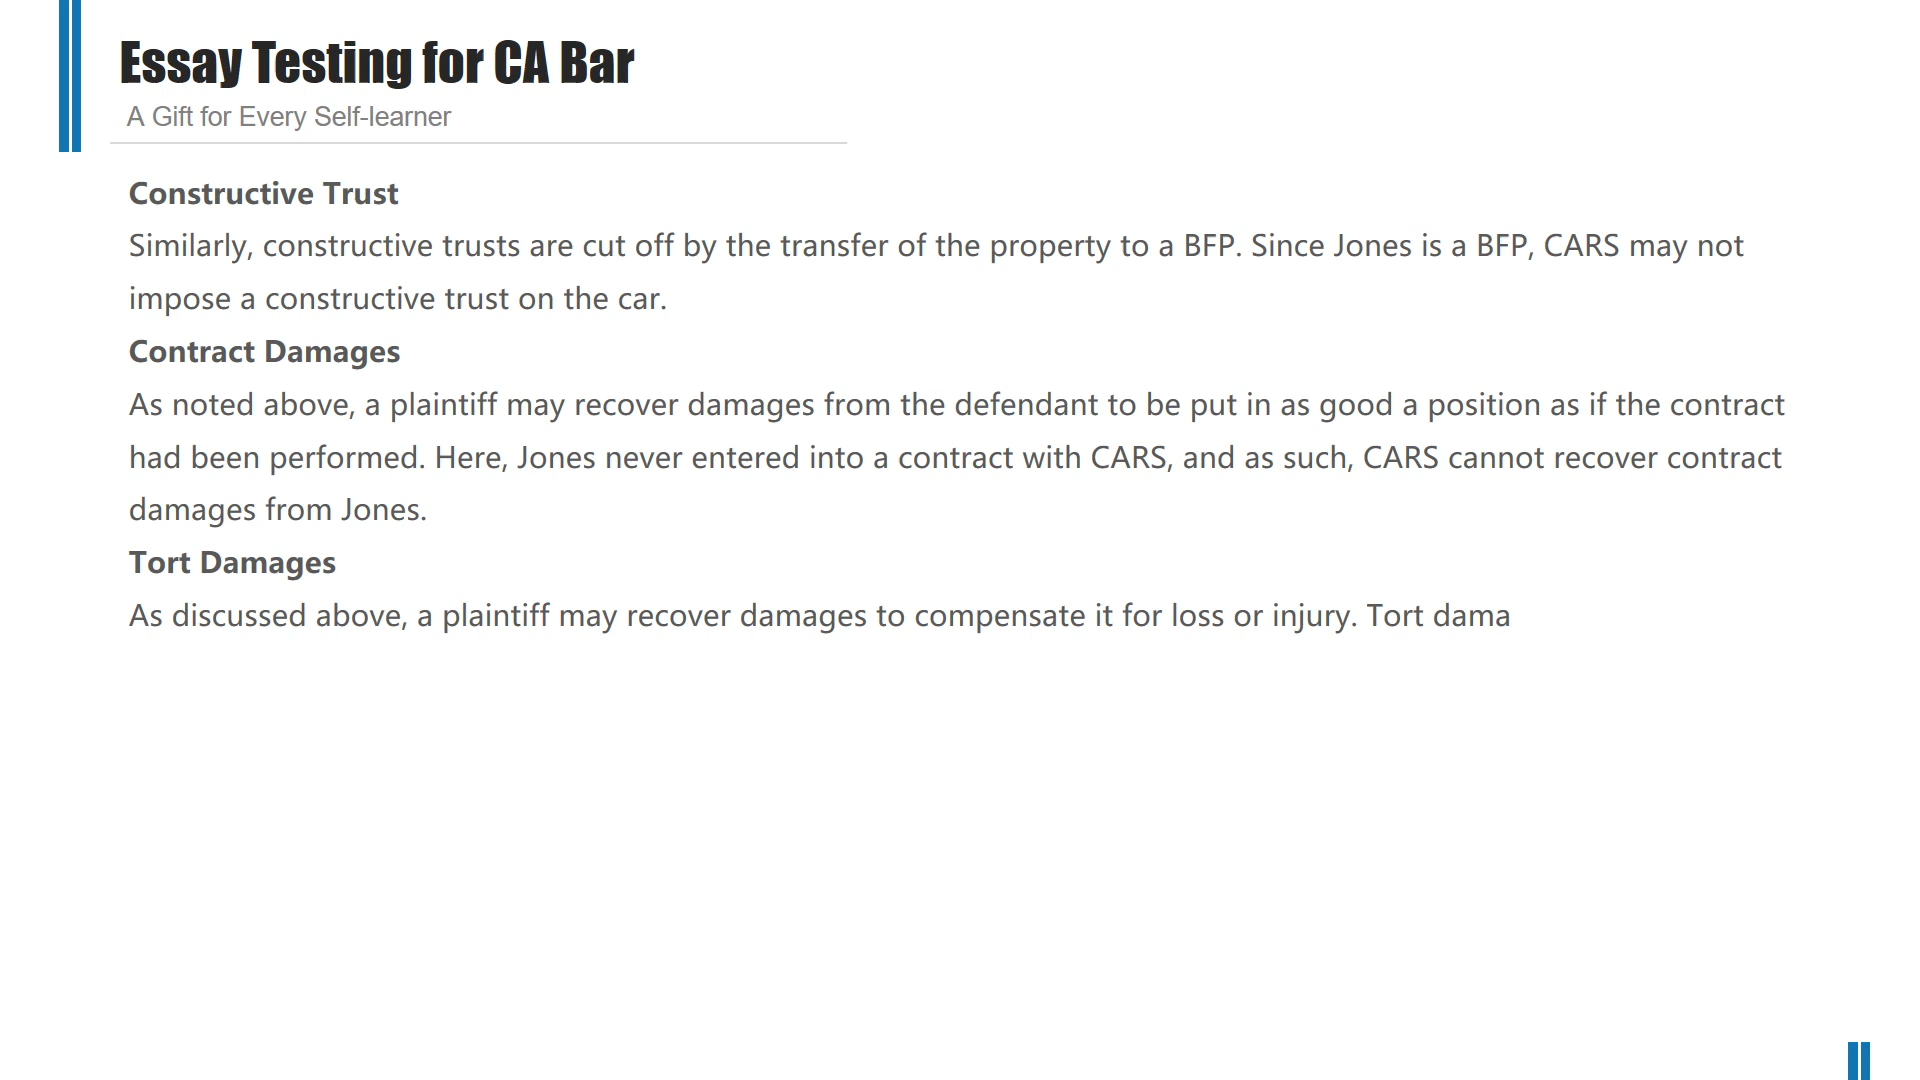 Essay Testing for CA Bar
A Gift for Every Self-learner
Constructive Trust
Similarly, constructive trusts are cut off by the transfer of the property to a BFP. Since Jones is a BFP, CARS may not
impose a constructive trust on the car.
Contract Damages
As noted above, a plaintiff may recover damages from the defendant to be put in as good a position as if the contract
had been performed. Here, Jones never entered into a contract with CARS, and as such, CARS cannot recover contract
damages from Jones.
Tort Damages
As discussed above, a plaintiff may recover damages to compensate it for loss or injury. Tort dama